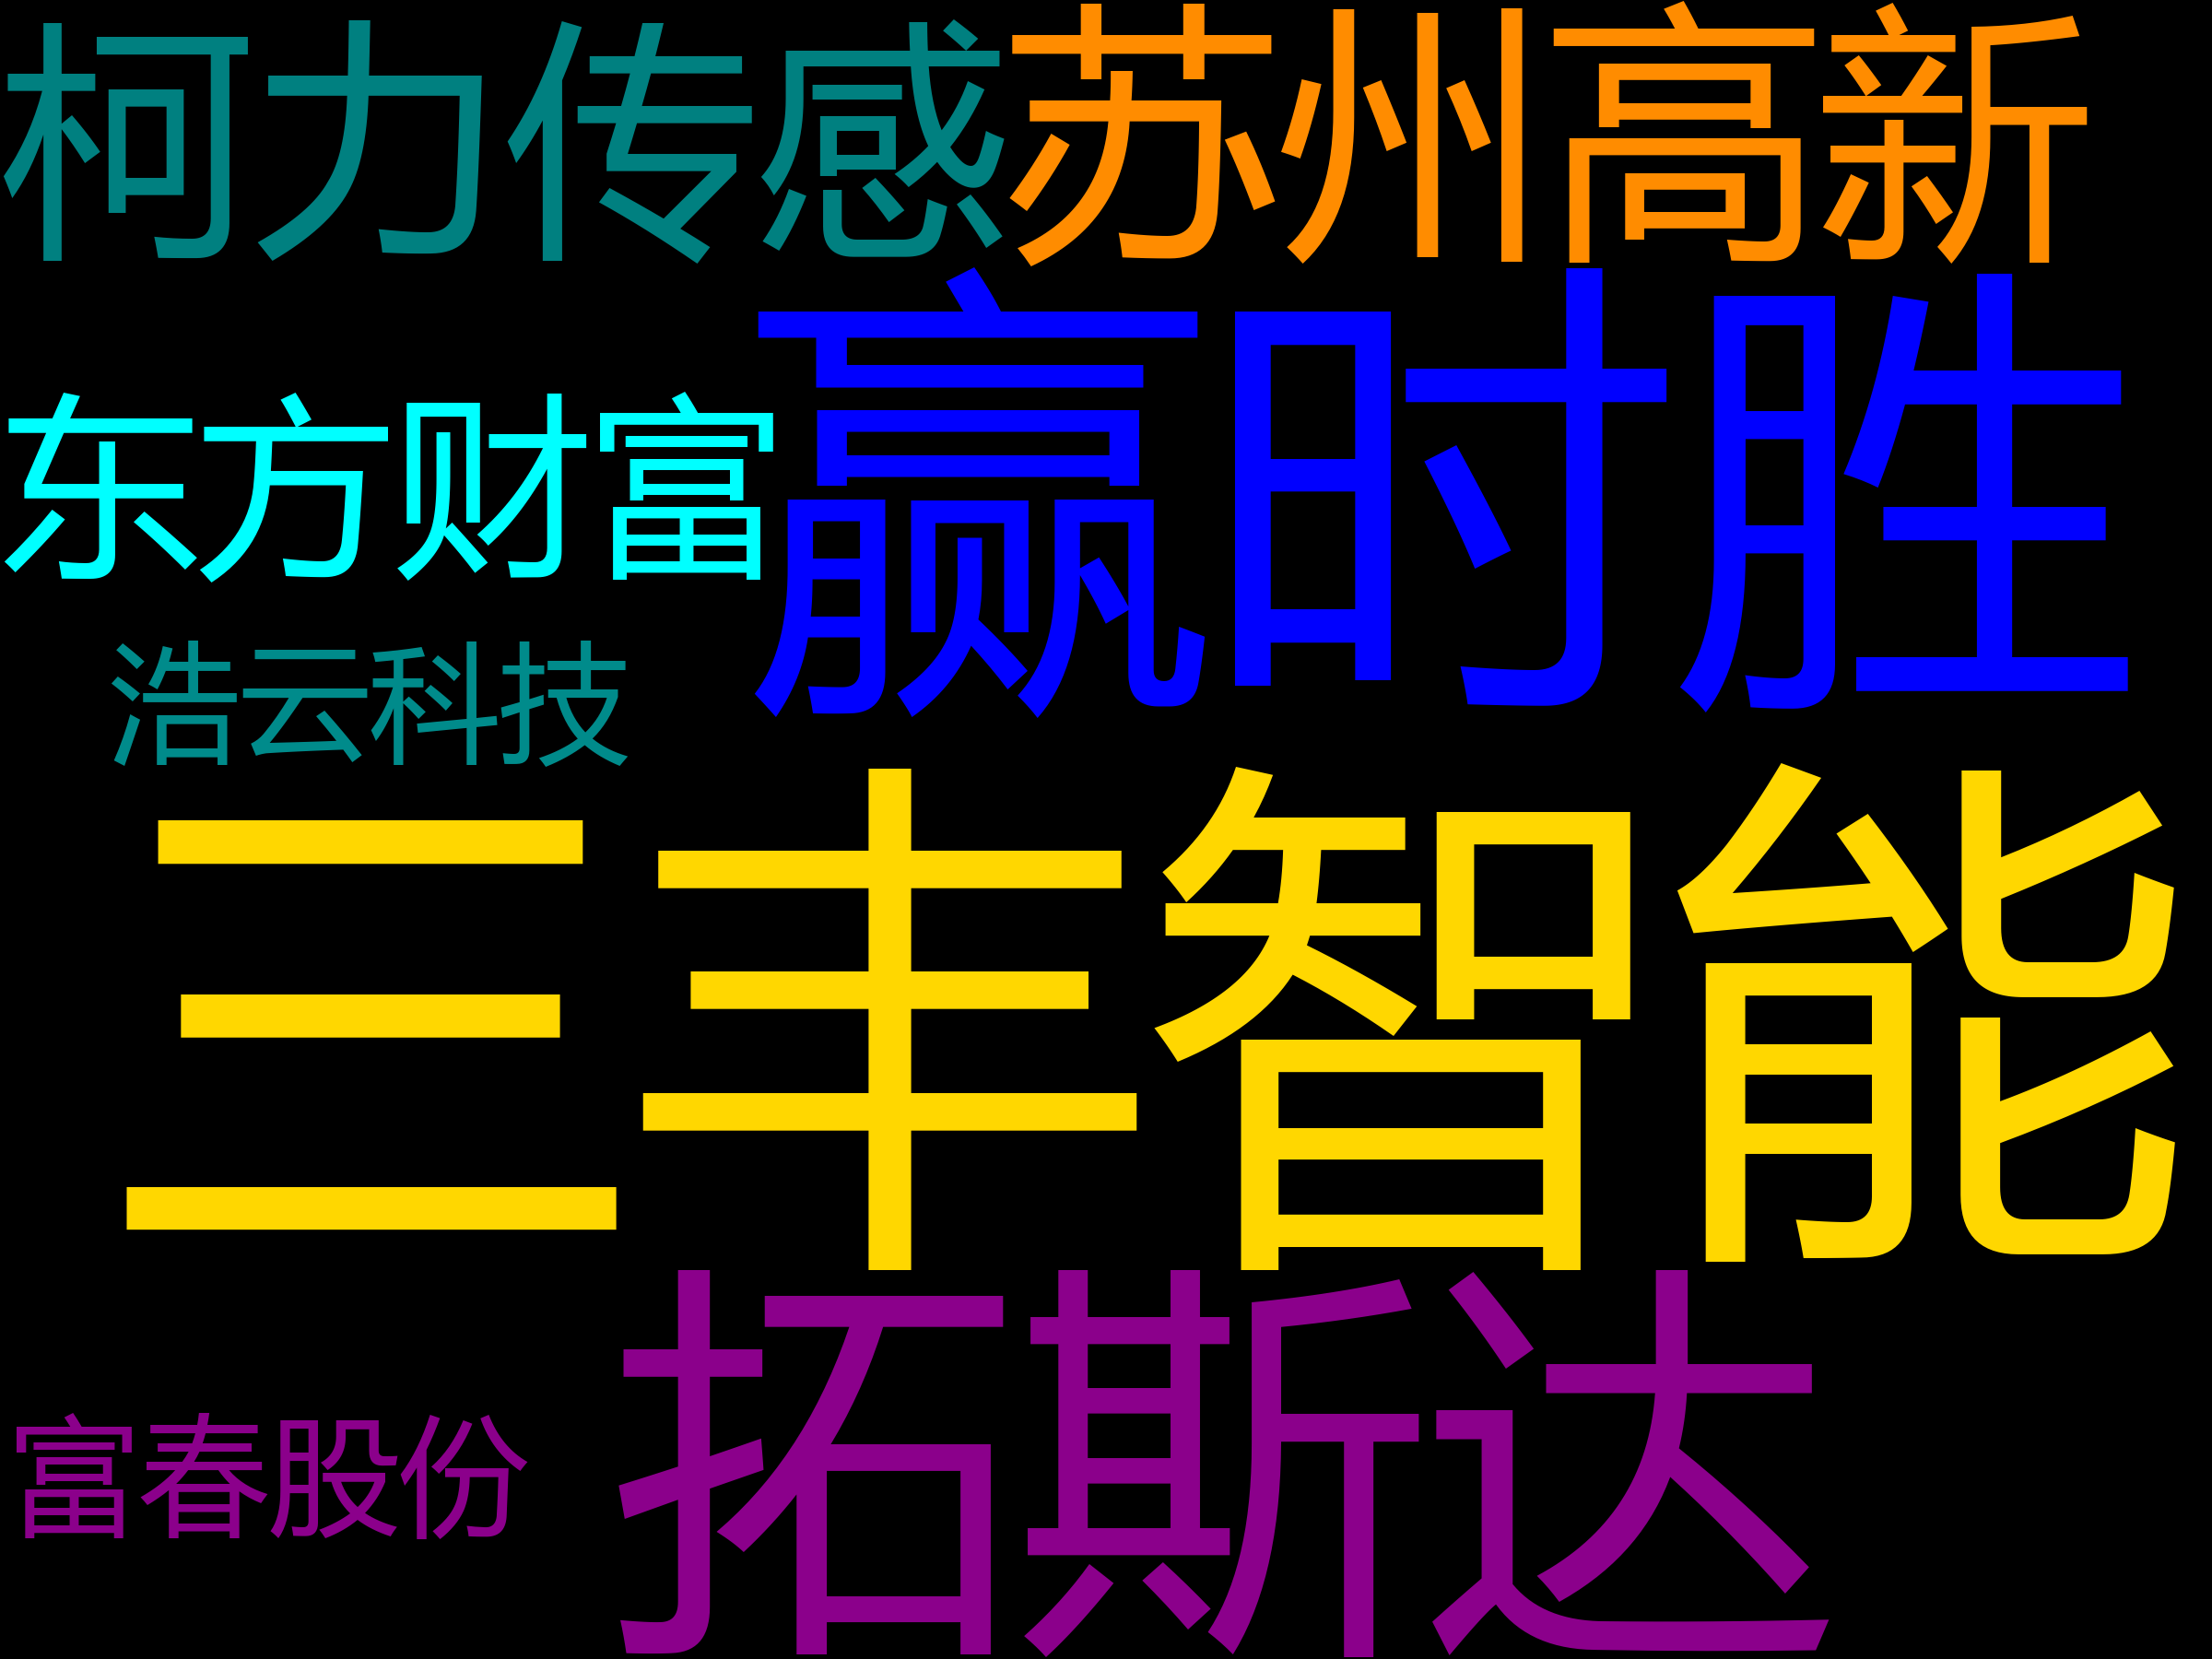 柯力传感
苏州高新
东方财富
赢时胜
浩云科技
三丰智能
富春股份
拓斯达